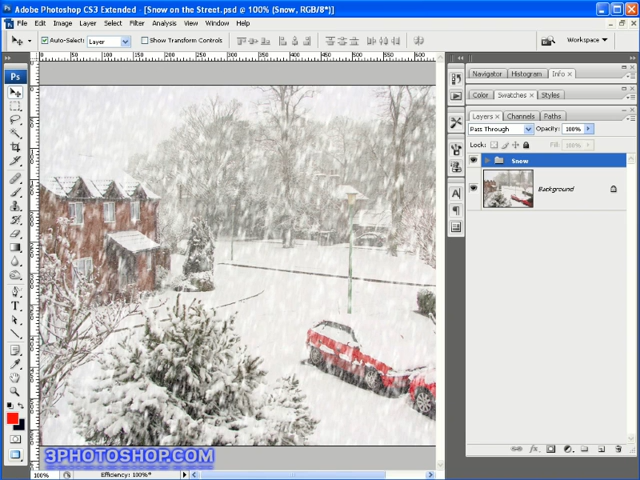 Adobe Photoshop CS3 Extended - [Snow on the Street.psd @ 100% (Snow, RGB/8*)]
File Edit Image Layer Select Filter Analysis View Window Help
Auto-Select: Layer Show Transform Controls Workspace
Navigator Histogram Info
Color Swatches Styles
Layers Channels Paths
Pass Through Opacity: 100%
Lock: Fill: 100%
Snow
Background
3PHOTOSHOP.COM
100% Efficiency: 100%*